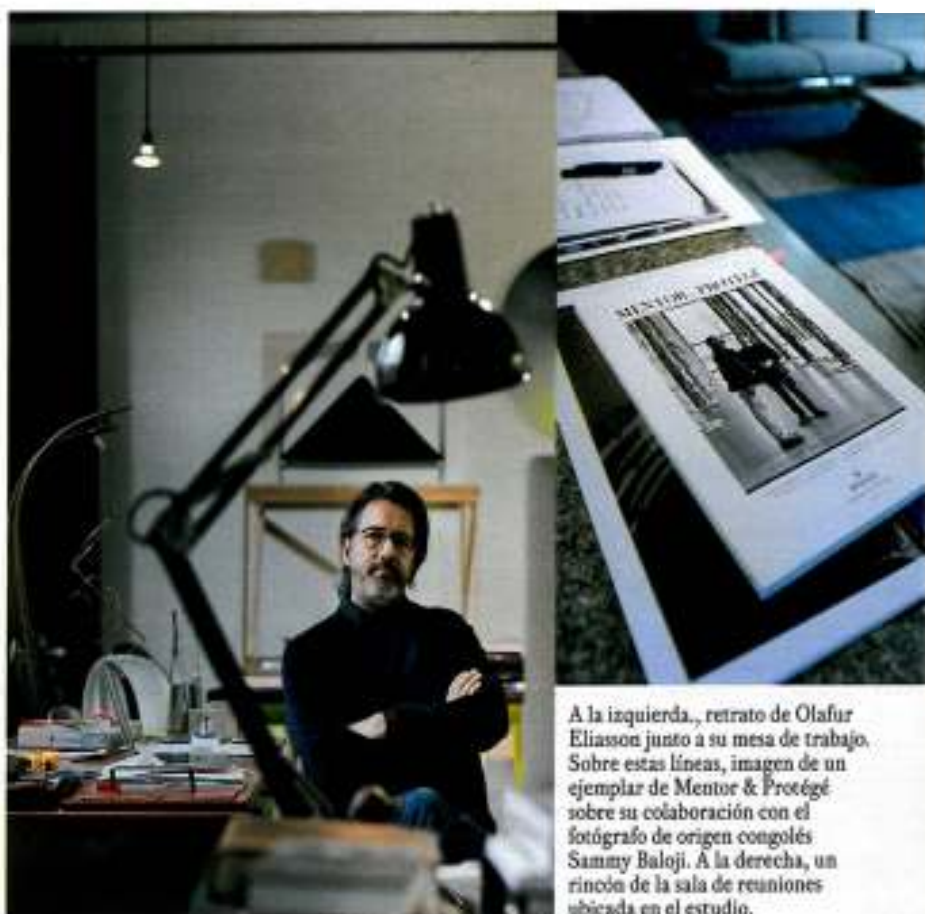 MENTOR PROTÉGÉ
A la izquierda., retrato de Olafur
Eliasson junto a su mesa de trabajo.
Sobre estas líneas, imagen de un
ejemplar de Mentor & Protégé
sobre su colaboración con el
fotógrafo de origen congolés
Sammy Baloji. A la derecha, un
rincón de la sala de reuniones
ubicada en el estudio.